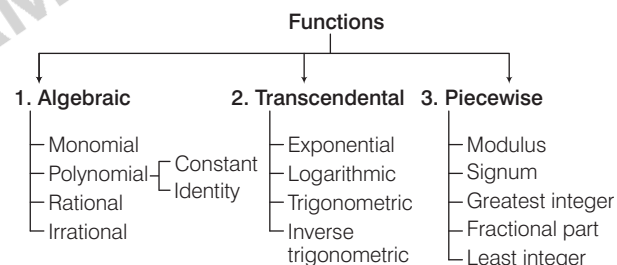 Functions
1. Algebraic
Monomial
Polynomial
Constant
Identity
Rational
Irrational
2. Transcendental
Exponential
Logarithmic
Trigonometric
Inverse
trigonometric
3. Piecewise
Modulus
Signum
Greatest integer
Fractional part
Least integer